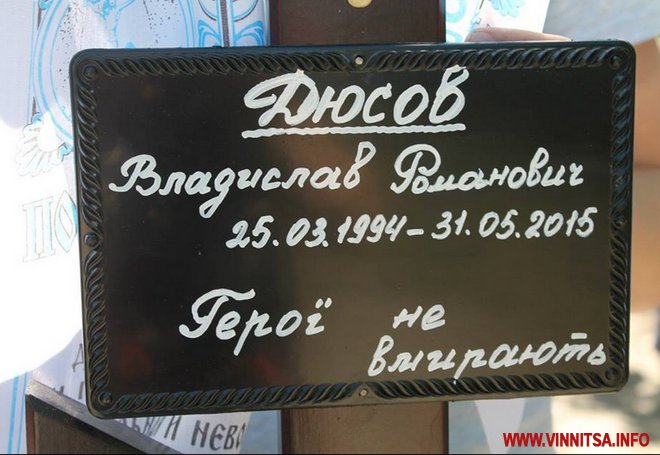 Дюсов
Владислав Романович
25.03.1994-31.05.2015
Герої не
вмирають
WWW.VINNITSA.INFO